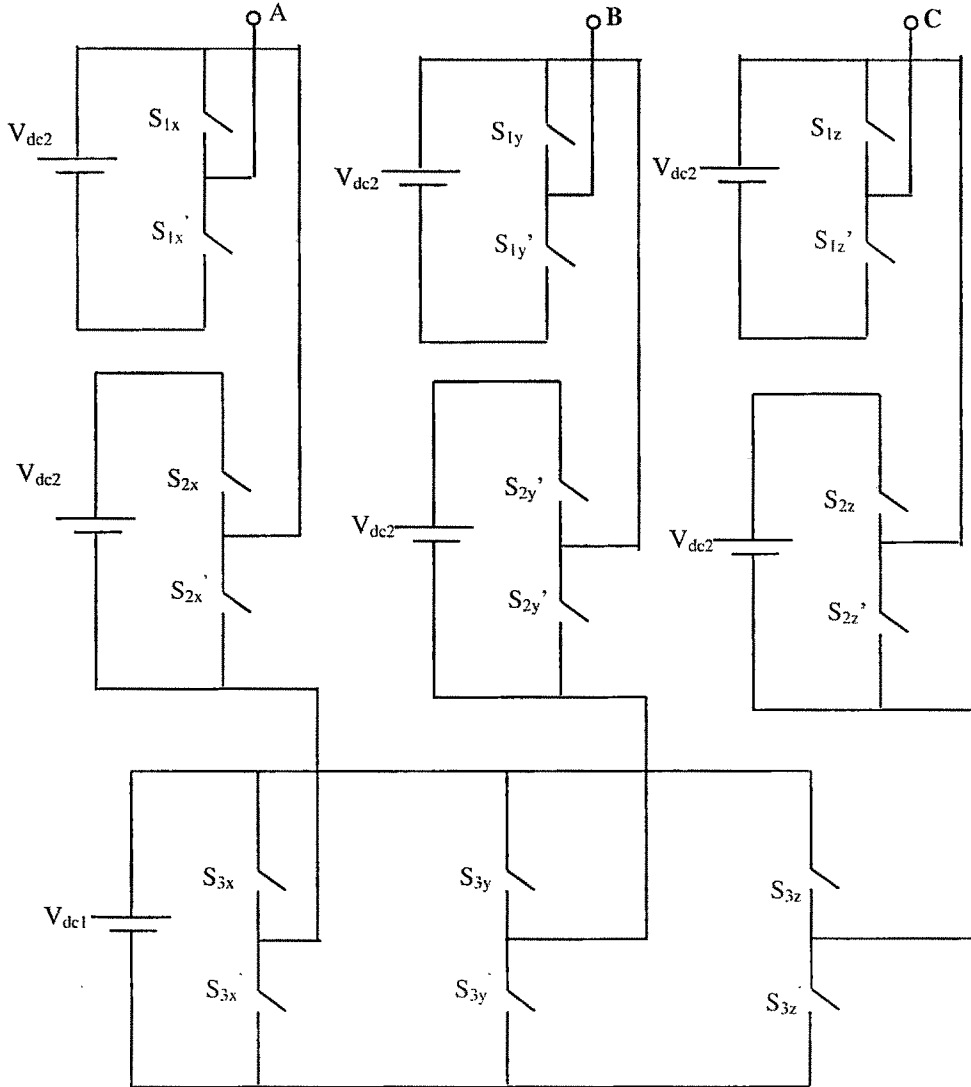 A
B
C
S1x
S1y
S1z
Vdc2
Vdc2
Vdc2
S1x'
S1y'
S1z'
S2x
S2y'
S2z
Vdc2
Vdc2
Vdc2
S2x'
S2y'
S2z'
S3x
S3y
S3z
Vdc1
S3x'
S3y'
S3z'